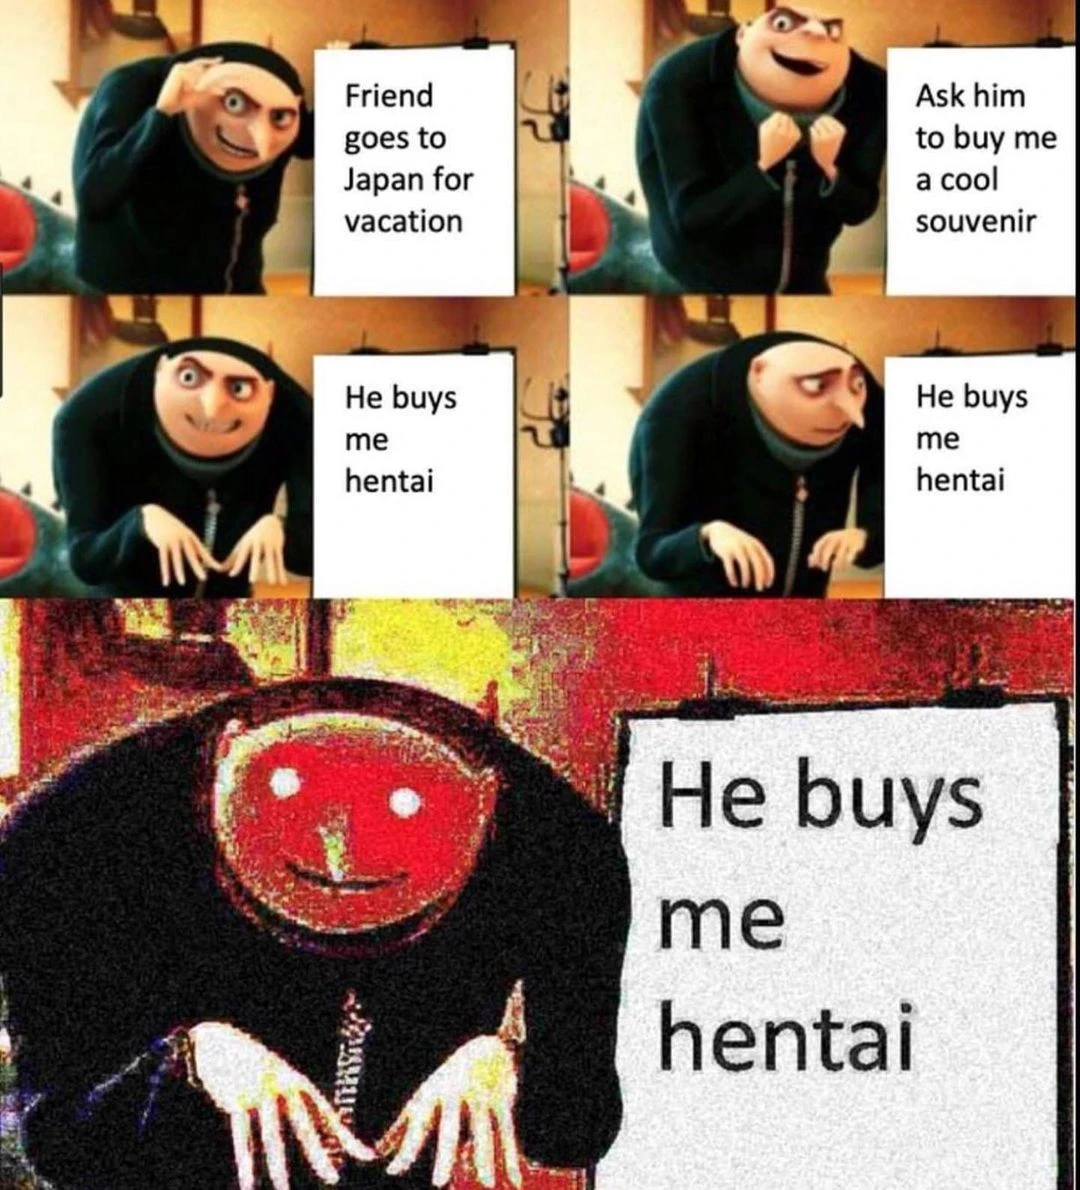 Friend
goes to
Japan for
vacation
Ask him
to buy me
a cool
souvenir
He buys
me
hentai
He buys
me
hentai
He buys
me
hentai